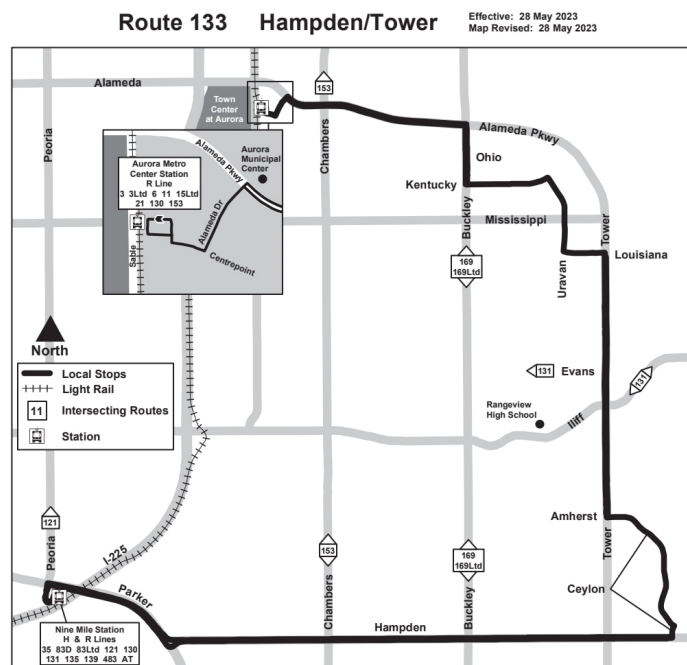 Route 133 Hampden/Tower
Effective: 28 May 2023
Map Revised: 28 May 2023
Alameda
153
Town
Center
at Aurora
Peoria
Chambers
Alameda Pkwy
Ohio
Kentucky
Buckley
Mississippi
Tower
Louisiana
Uravan
169
169Ltd
Aurora Metro
Center Station
R Line
3 3Ltd 6 11 15Ltd
21 130 153
Alameda Pkwy
Aurora
Municipal
Center
Alameda Dr
Centrepoint
Sable
North
Local Stops
Light Rail
11 Intersecting Routes
Station
131 Evans
131
Rangeview
High School
Iliff
121
Peoria
I-225
153
Chambers
169
169Ltd
Buckley
Amherst
Tower
Ceylon
Parker
Hampden
Nine Mile Station
H & R Lines
35 83D 83Ltd 121 130
131 135 139 483 AT